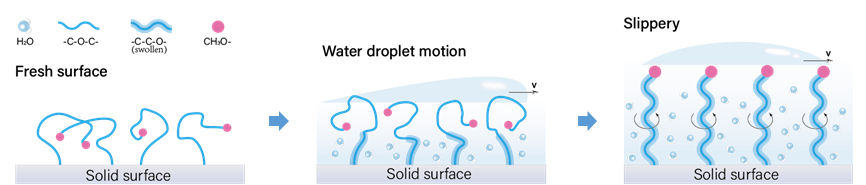 H₂O
-C-O-C-
-C-C-O-
(swollen)
CH₃O-
Fresh surface
Solid surface
Water droplet motion
v
Solid surface
Slippery
v
Solid surface